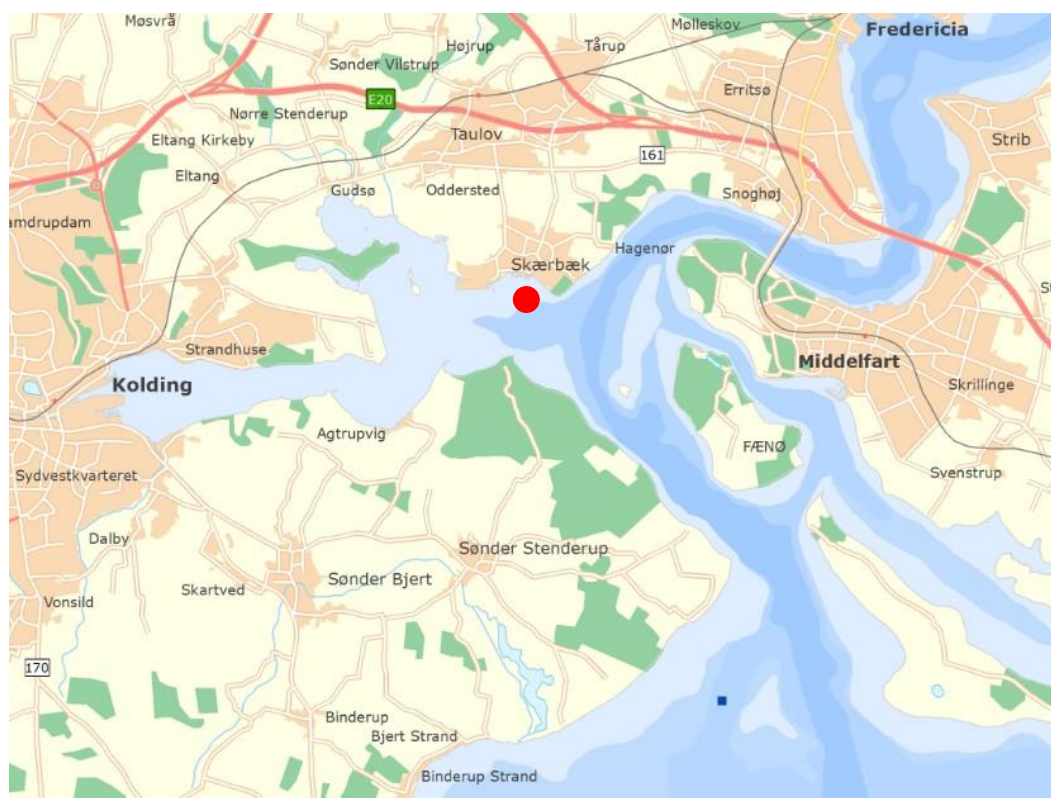 Møsvrå
Mølleskov
Fredericia
Højrup
Tårup
Sønder Vilstrup
Erritsø
E20
Nørre Stenderup
Taulov
Strib
Eltang Kirkeby
161
Eltang
Gudsø
Oddersted
Snoghøj
amdrupdam
Hagenør
Skærbæk
St
Strandhuse
Middelfart
Kolding
Skrillinge
Agtrupvig
FÆNØ
Sydvestkvarteret
Svenstrup
Dalby
Sønder Stenderup
Sønder Bjert
Skartved
Vonsild
170
Binderup
Bjert Strand
Binderup Strand